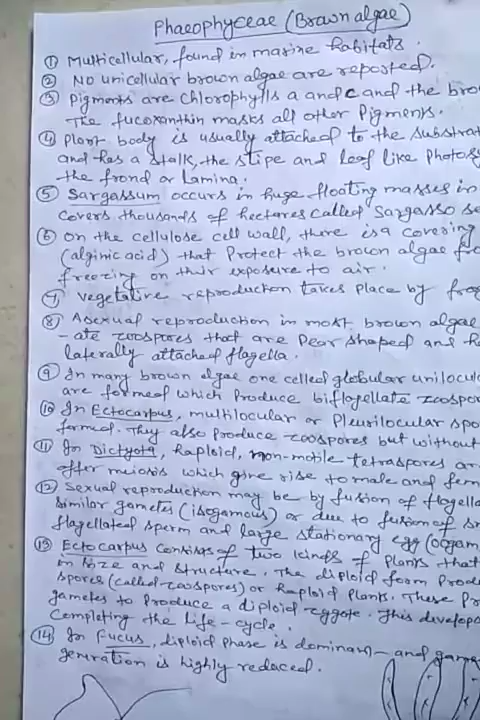 Phaeophyceae (Brown algae)
① Multicellular, found in marine habitats.
② No unicellular brown algae are reported.
③ Pigments are chlorophylls a and c and the bro
The fucoxanthin masks all other pigments.
④ Plant body is usually attached to the substrat
and has a stalk, the stipe and leaf like photos
the frond or lamina.
⑤ Sargassum occurs in huge floating masses in
covers thousands of hectares called Sargasso se
⑥ On the cellulose cell wall, there is a covering
(alginic acid) that protect the brown algae fr
freezing on their exposure to air.
⑦ Vegetative reproduction takes place by frag
⑧ Asexual reproduction in most brown algae
-ate zoospores that are pear shaped and h
laterally attached flagella.
⑨ In many brown algae one celled globular unilocul
are formed which produce biflagellate zoospor
⑩ In Ectocarpus, multilocular or Pleurilocular spo
formed. They also produce zoospores but without
⑪ In Dictyota, haploid, non-motile tetraspores ar
after meiosis which give rise to male and fem
⑫ Sexual reproduction may be by fusion of flagella
similar gametes (isogamous) or due to fusion of sm
flagellated sperm and large stationary egg (oogam
⑬ Ectocarpus consists of two kinds of plants that
in size and structure. The diploid form Prod
spores (called zoospores) or haploid plants. These Pr
gametes to produce a diploid zygote. This develops
completing the life-cycle.
⑭ In Fucus, diploid phase is dominant and game
generation is highly reduced.